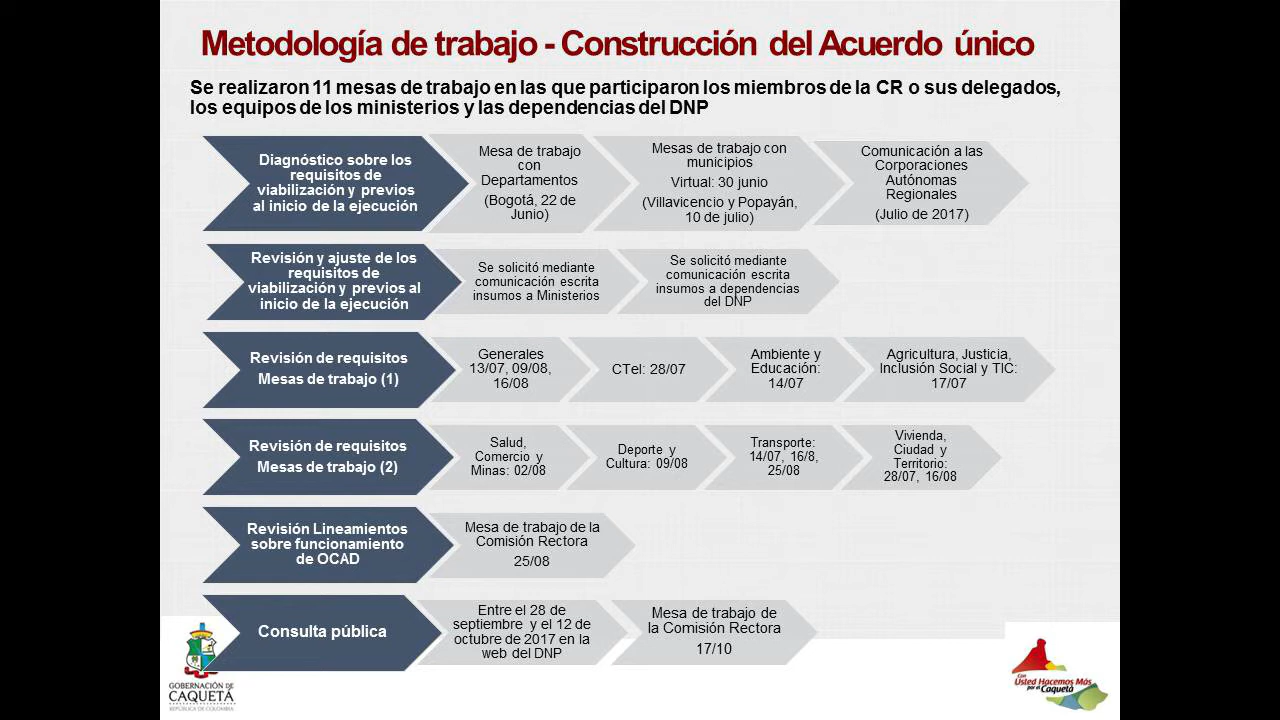 Metodología de trabajo - Construcción del Acuerdo único
Se realizaron 11 mesas de trabajo en las que participaron los miembros de la CR o sus delegados,
los equipos de los ministerios y las dependencias del DNP
Diagnóstico sobre los
requisitos de
viabilización y previos
al inicio de la ejecución
Mesa de trabajo
con
Departamentos
(Bogotá, 22 de
Junio)
Mesas de trabajo con
municipios
Virtual: 30 junio
(Villavicencio y Popayán,
10 de julio)
Comunicación a las
Corporaciones
Autónomas
Regionales
(Julio de 2017)
Revisión y ajuste de los
requisitos de
viabilización y previos al
inicio de la ejecución
Se solicitó mediante
comunicación escrita
insumos a Ministerios
Se solicitó mediante
comunicación escrita
insumos a dependencias
del DNP
Revisión de requisitos
Mesas de trabajo (1)
Generales
13/07, 09/08,
16/08
CTeI: 28/07
Ambiente y
Educación:
14/07
Agricultura, Justicia,
Inclusión Social y TIC:
17/07
Revisión de requisitos
Mesas de trabajo (2)
Salud,
Comercio y
Minas: 02/08
Deporte y
Cultura: 09/08
Transporte:
14/07, 16/8,
25/08
Vivienda,
Ciudad y
Territorio:
28/07, 16/08
Revisión Lineamientos
sobre funcionamiento
de OCAD
Mesa de trabajo de la
Comisión Rectora
25/08
Consulta pública
Entre el 28 de
septiembre y el 12 de
octubre de 2017 en la
web del DNP
Mesa de trabajo de
la Comisión Rectora
17/10
GOBERNACIÓN DE
CAQUETÁ
REPÚBLICA DE COLOMBIA
Con
Usted Hacemos Más
por el Caquetá